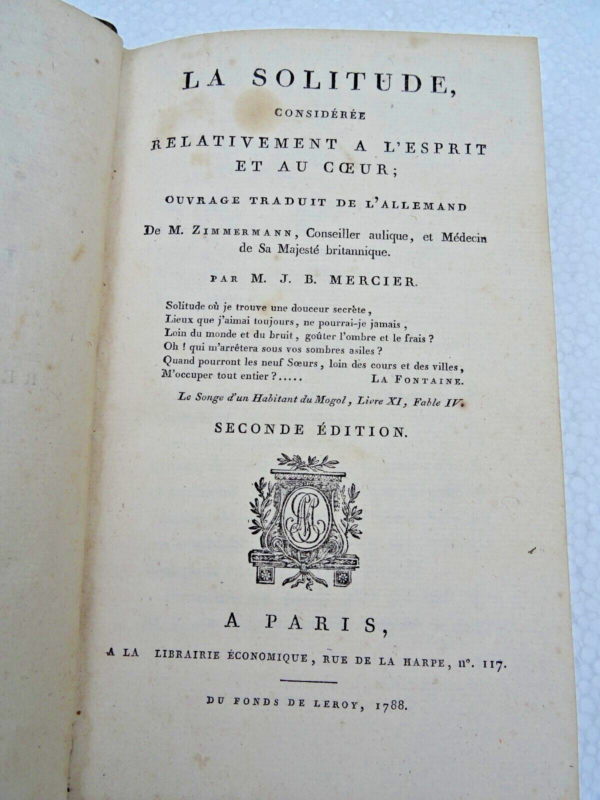 LA SOLITUDE,
CONSIDÉRÉE
RELATIVEMENT A L'ESPRIT
ET AU CŒUR;
OUVRAGE TRADUIT DE L'ALLEMAND
De M. ZIMMERMANN, Conseiller aulique, et Médecin
de Sa Majesté britannique.
PAR M. J. B. MERCIER.
Solitude où je trouve une douceur secrète,
Lieux que j'aimai toujours, ne pourrai-je jamais,
Loin du monde et du bruit, goûter l'ombre et le frais?
Oh! qui m'arrêtera sous vos sombres asiles?
Quand pourront les neuf Sœurs, loin des cours et des villes,
M'occuper tout entier?..... LA FONTAINE.
Le Songe d'un Habitant du Mogol, Livre XI, Fable IV.
SECONDE ÉDITION.
A PARIS,
A LA LIBRAIRIE ÉCONOMIQUE, RUE DE LA HARPE, nº. 117.
DU FONDS DE LEROY, 1788.